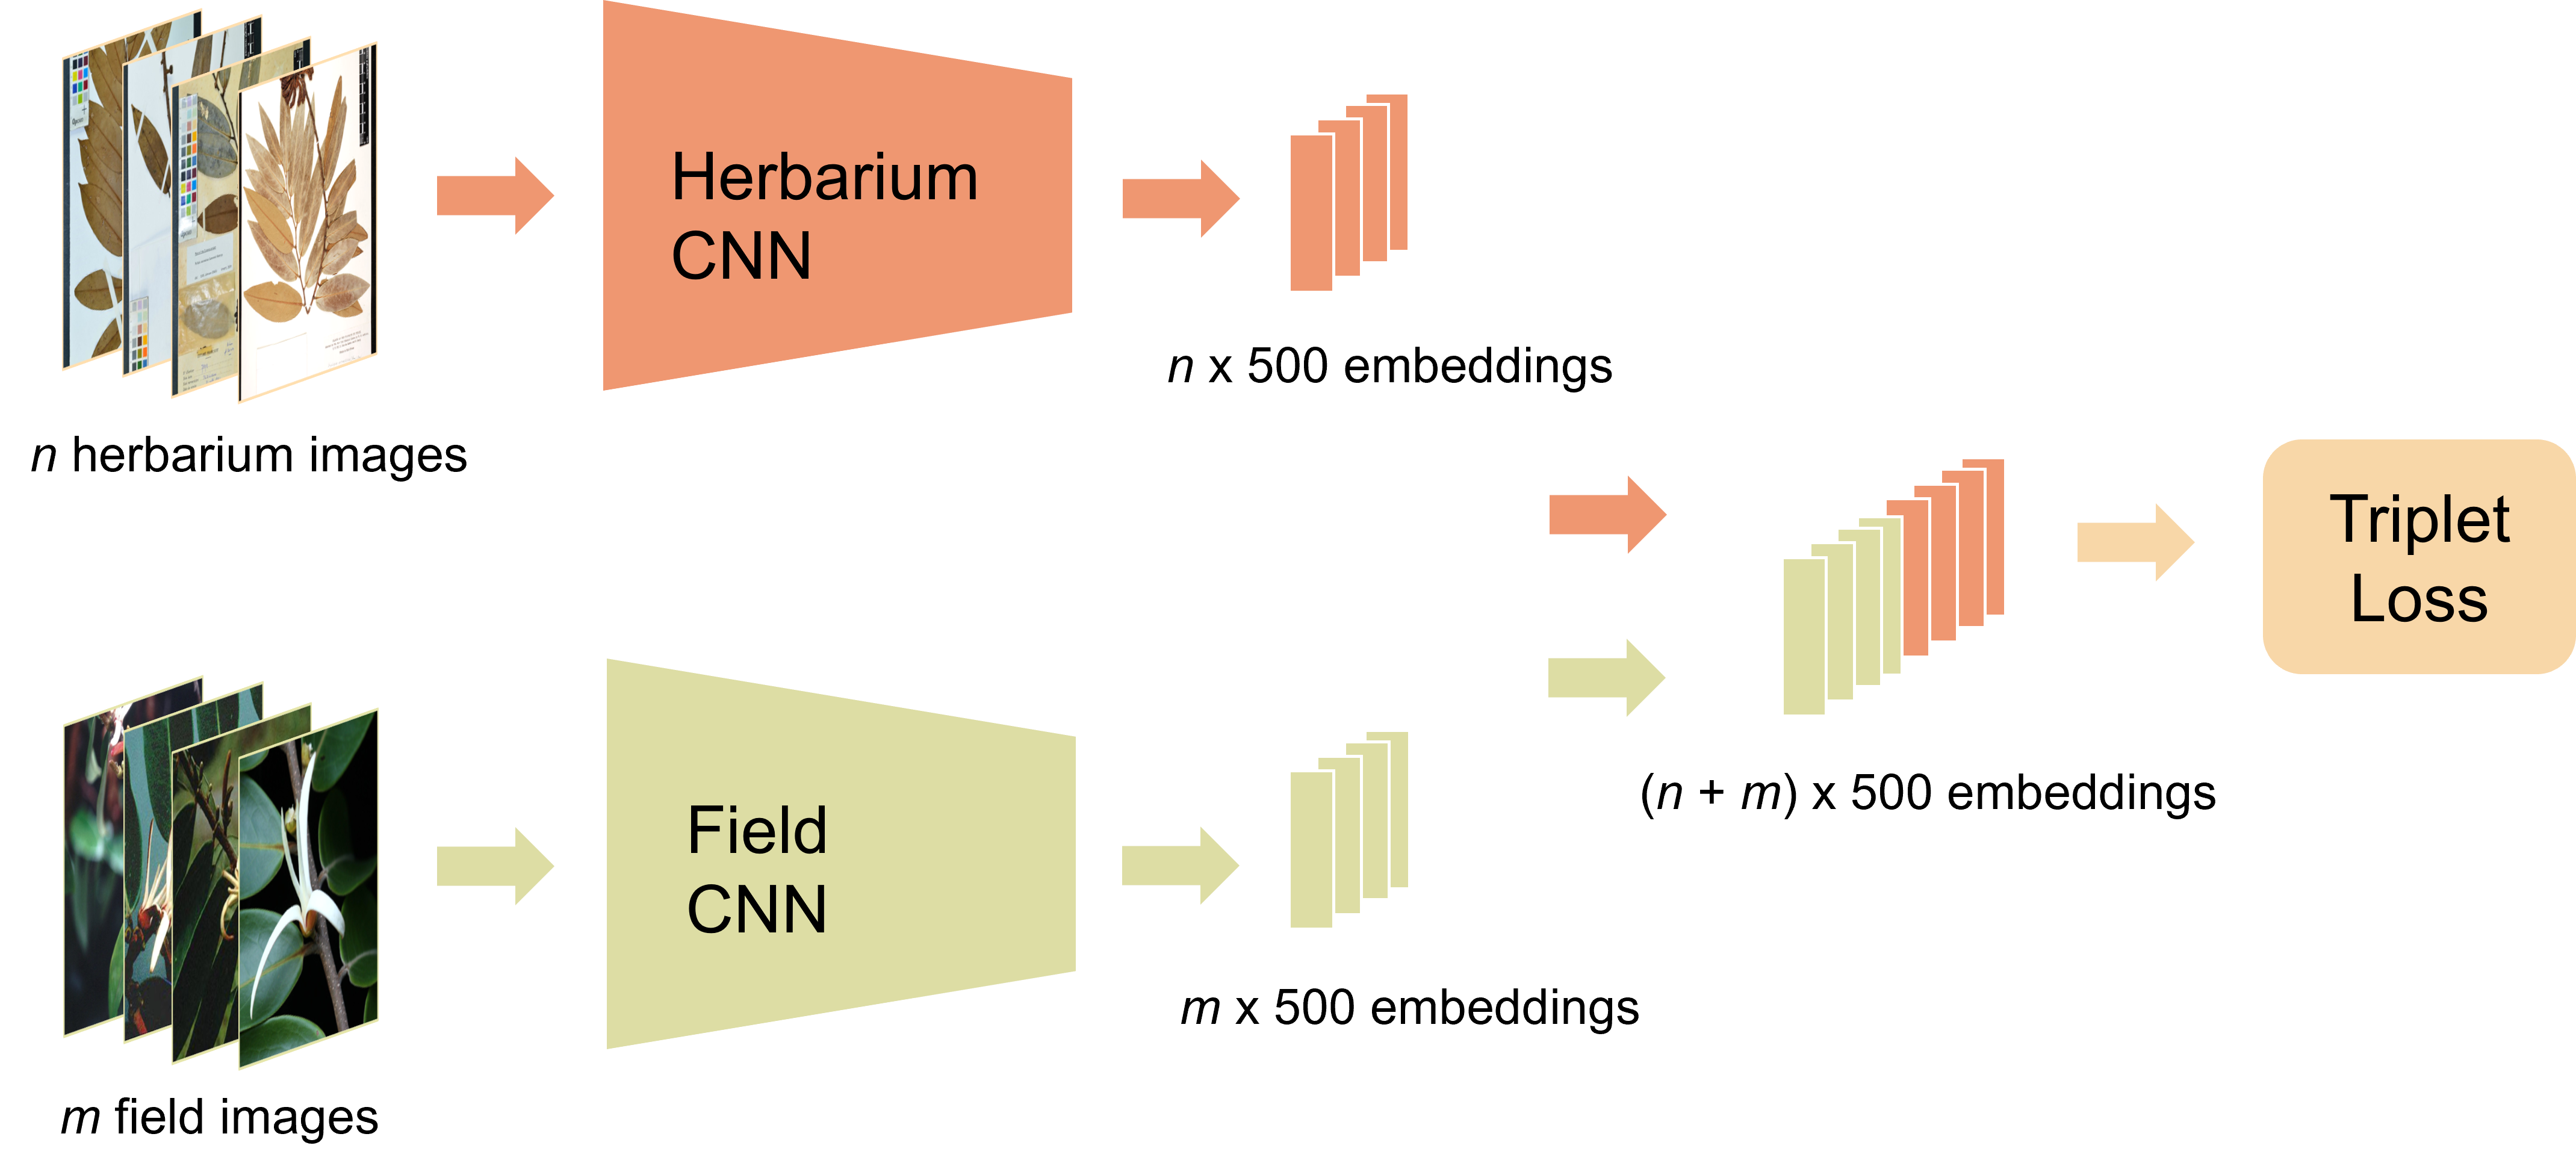 Herbarium
CNN
n x 500 embeddings
n herbarium images
Triplet
Loss
Field
CNN
(n + m) x 500 embeddings
m x 500 embeddings
m field images